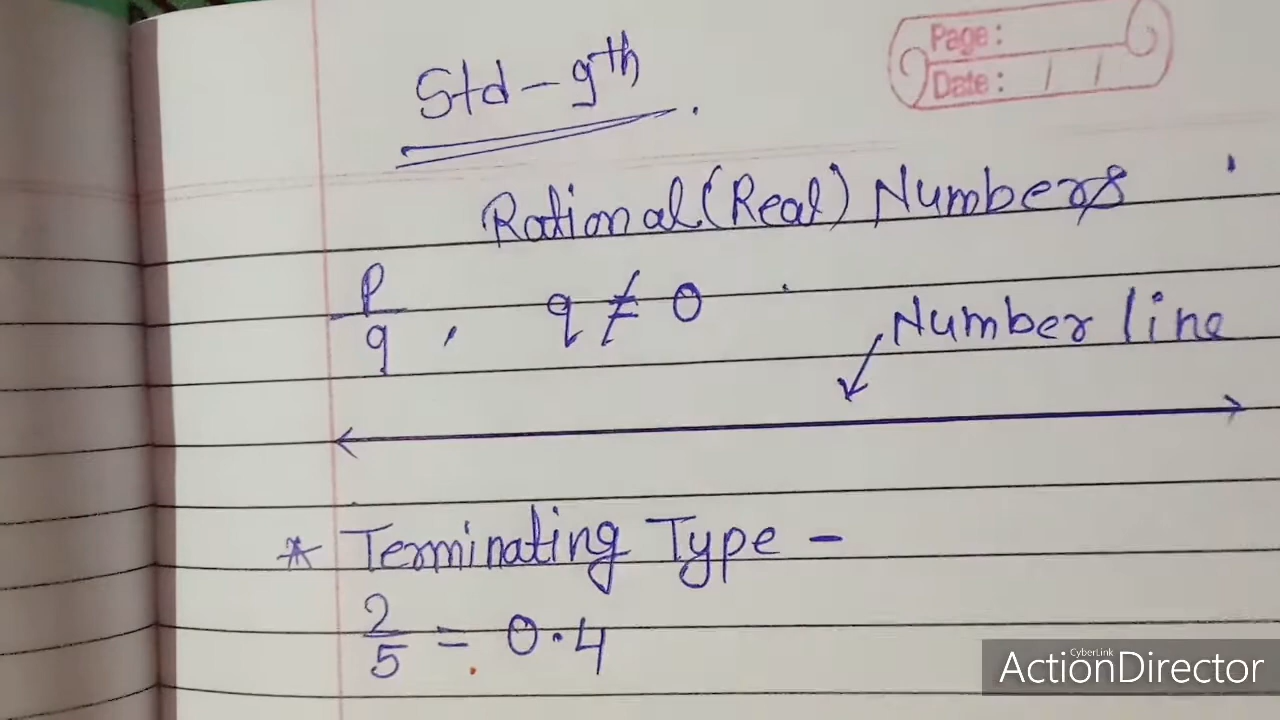 Page:
Date: / /
Std - 9th
Rational (Real) Numbers
p/q , q ≠ 0
Number line
* Terminating Type -
2/5 = 0.4
CyberLink
ActionDirector